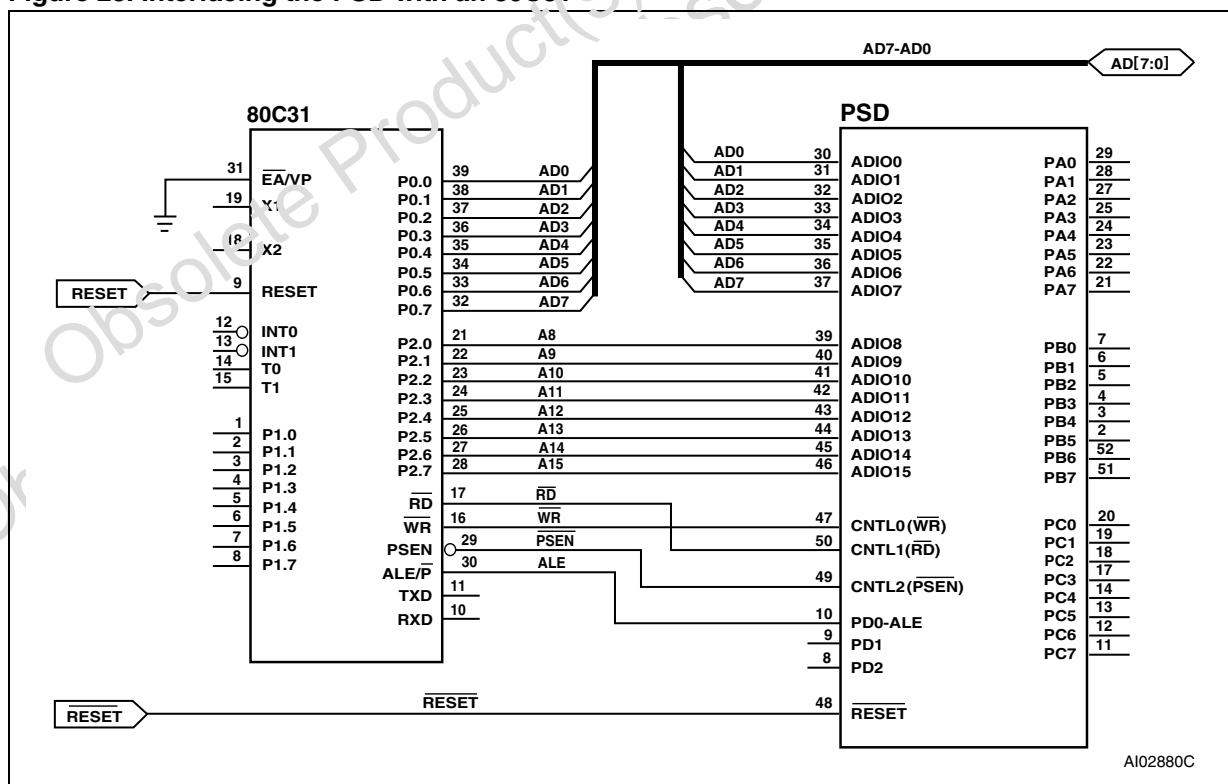 Interfacing the PSD with an 80C31
Obsolete Product(s)
AD7-AD0
AD[7:0]
80C31
31 EA/VP
19
18 X2
RESET 9 RESET
12 INT0
13 INT1
14 T0
15 T1
1 P1.0
2 P1.1
3 P1.2
4 P1.3
5 P1.4
6 P1.5
7 P1.6
8 P1.7
P0.0 39 AD0
P0.1 38 AD1
P0.2 37 AD2
P0.3 36 AD3
P0.4 35 AD4
P0.5 34 AD5
P0.6 33 AD6
P0.7 32 AD7
P2.0 21 A8
P2.1 22 A9
P2.2 23 A10
P2.3 24 A11
P2.4 25 A12
P2.5 26 A13
P2.6 27 A14
P2.7 28 A15
RD 17 RD
WR 16 WR
PSEN 29 PSEN
ALE/P 30 ALE
TXD 11
RXD 10
PSD
AD0 30 ADIO0
AD1 31 ADIO1
AD2 32 ADIO2
AD3 33 ADIO3
AD4 34 ADIO4
AD5 35 ADIO5
AD6 36 ADIO6
AD7 37 ADIO7
39 ADIO8
40 ADIO9
41 ADIO10
42 ADIO11
43 ADIO12
44 ADIO13
45 ADIO14
46 ADIO15
47 CNTL0(WR)
50 CNTL1(RD)
49 CNTL2(PSEN)
10 PD0-ALE
9 PD1
8 PD2
48 RESET
PA0 29
PA1 28
PA2 27
PA3 25
PA4 24
PA5 23
PA6 22
PA7 21
PB0 7
PB1 6
PB2 5
PB3 4
PB4 3
PB5 2
PB6 52
PB7 51
PC0 20
PC1 19
PC2 18
PC3 17
PC4 14
PC5 13
PC6 12
PC7 11
RESET RESET
AI02880C